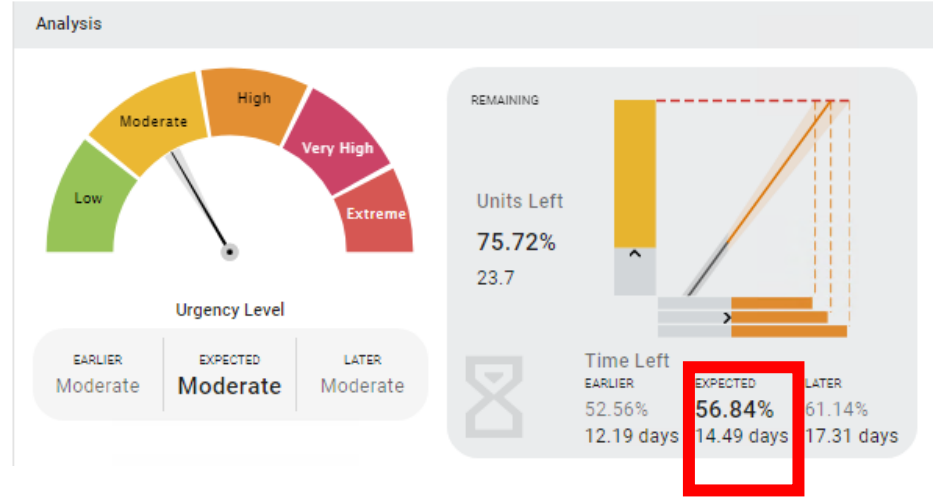 Analysis
Low
Moderate
High
Very High
Extreme
Urgency Level
EARLIER EXPECTED LATER
Moderate Moderate Moderate
REMAINING
Units Left
75.72%
23.7
Time Left
EARLIER EXPECTED LATER
52.56% 56.84% 61.14%
12.19 days 14.49 days 17.31 days